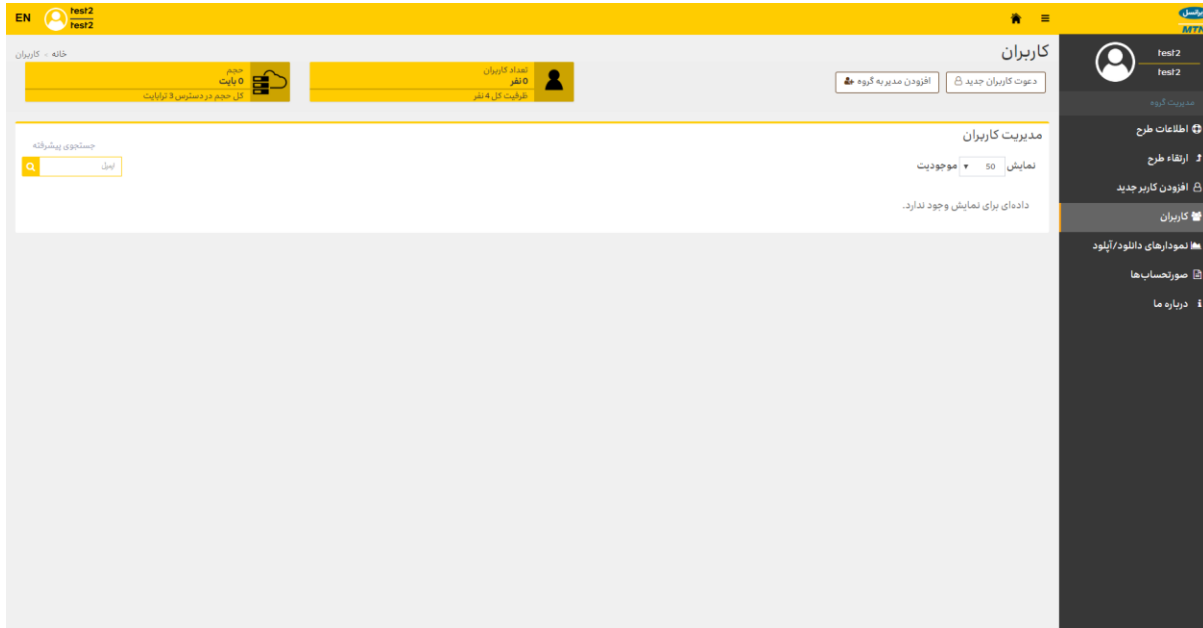 ایرانسل
MTN
EN
test2
test2
test2
test2
مدیریت گروه
اطلاعات طرح
ارتقاء طرح
افزودن کاربر جدید
کاربران
نمودارهای دانلود/آپلود
صورتحساب‌ها
درباره ما
کاربران
خانه > کاربران
دعوت کاربران جدید
افزودن مدیر به گروه
تعداد کاربران
0 نفر
ظرفیت کل 4 نفر
حجم
0 بایت
کل حجم در دسترس 3 ترابایت
مدیریت کاربران
جستجوی پیشرفته
نمایش 50 موجودیت
ایمیل
داده‌ای برای نمایش وجود ندارد.